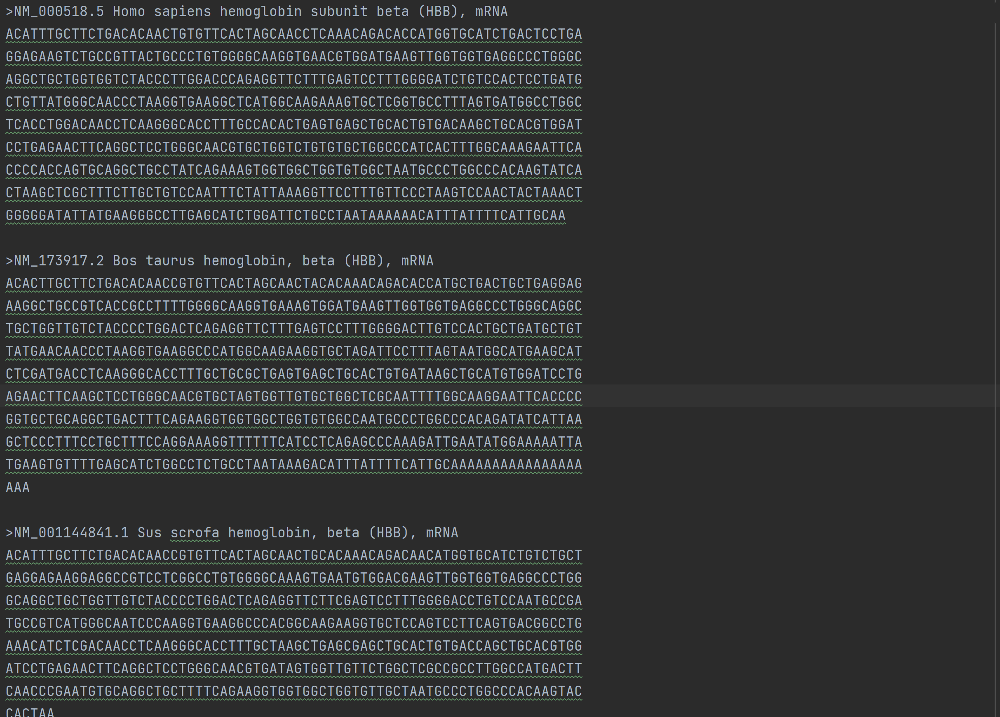 >NM_000518.5 Homo sapiens hemoglobin subunit beta (HBB), mRNA
ACATTTGCTTCTGACACAACTGTGTTCACTAGCAACCTCAAACAGACACCATGGTGCATCTGACTCCTGA
GGAGAAGTCTGCCGTTACTGCCCTGTGGGGCAAGGTGAACGTGGATGAAGTTGGTGGTGAGGCCCTGGGC
AGGCTGCTGGTGGTCTACCCTTGGACCCAGAGGTTCTTTGAGTCCTTTGGGGATCTGTCCACTCCTGATG
CTGTTATGGGCAACCCTAAGGTGAAGGCTCATGGCAAGAAAGTGCTCGGTGCCTTTAGTGATGGCCTGGC
TCACCTGGACAACCTCAAGGGCACCTTTGCCACACTGAGTGAGCTGCACTGTGACAAGCTGCACGTGGAT
CCTGAGAACTTCAGGCTCCTGGGCAACGTGCTGGTCTGTGTGCTGGCCCATCACTTTGGCAAAGAATTCA
CCCCACCAGTGCAGGCTGCCTATCAGAAAGTGGTGGCTGGTGTGGCTAATGCCCTGGCCCACAAGTATCA
CTAAGCTCGCTTTCTTGCTGTCCAATTTCTATTAAAGGTTCCTTTGTTCCCTAAGTCCAACTACTAAACT
GGGGGATATTATGAAGGGCCTTGAGCATCTGGATTCTGCCTAATAAAAAACATTTATTTTCATTGCAA
>NM_173917.2 Bos taurus hemoglobin, beta (HBB), mRNA
ACACTTGCTTCTGACACAACCGTGTTCACTAGCAACTACACAAACAGACACCATGCTGACTGCTGAGGAG
AAGGCTGCCGTCACCGCCTTTTGGGGCAAGGTGAAAGTGGATGAAGTTGGTGGTGAGGCCCTGGGCAGGC
TGCTGGTTGTCTACCCCTGGACTCAGAGGTTCTTTGAGTCCTTTGGGGACTTGTCCACTGCTGATGCTGT
TATGAACAACCCTAAGGTGAAGGCCCATGGCAAGAAGGTGCTAGATTCCTTTAGTAATGGCATGAAGCAT
CTCGATGACCTCAAGGGCACCTTTGCTGCGCTGAGTGAGCTGCACTGTGATAAGCTGCATGTGGATCCTG
AGAACTTCAAGCTCCTGGGCAACGTGCTAGTGGTTGTGCTGGCTCGCAATTTTGGCAAGGAATTCACCCC
GGTGCTGCAGGCTGACTTTCAGAAGGTGGTGGCTGGTGTGGCCAATGCCCTGGCCCACAGATATCATTAA
GCTCCCTTTCCTGCTTTCCAGGAAAGGTTTTTTCATCCTCAGAGCCCAAAGATTGAATATGGAAAAATTA
TGAAGTGTTTTGAGCATCTGGCCTCTGCCTAATAAAGACATTTATTTTCATTGCAAAAAAAAAAAAAAAA
AAA
>NM_001144841.1 Sus scrofa hemoglobin, beta (HBB), mRNA
ACATTTGCTTCTGACACAACCGTGTTCACTAGCAACTGCACAAACAGACAACATGGTGCATCTGTCTGCT
GAGGAGAAGGAGGCCGTCCTCGGCCTGTGGGGCAAAGTGAATGTGGACGAAGTTGGTGGTGAGGCCCTGG
GCAGGCTGCTGGTTGTCTACCCCTGGACTCAGAGGTTCTTCGAGTCCTTTGGGGACCTGTCCAATGCCGA
TGCCGTCATGGGCAATCCCAAGGTGAAGGCCCACGGCAAGAAGGTGCTCCAGTCCTTCAGTGACGGCCTG
AAACATCTCGACAACCTCAAGGGCACCTTTGCTAAGCTGAGCGAGCTGCACTGTGACCAGCTGCACGTGG
ATCCTGAGAACTTCAGGCTCCTGGGCAACGTGATAGTGGTTGTTCTGGCTCGCCGCCTTGGCCATGACTT
CAACCCGAATGTGCAGGCTGCTTTTCAGAAGGTGGTGGCTGGTGTTGCTAATGCCCTGGCCCACAAGTAC
CACTAA